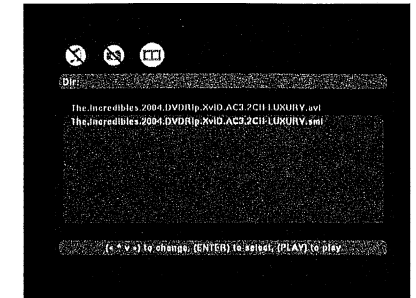 Dir:
The.Incredibles.2004.DVDRip.XviD.AC3.2CH-LUXURY.avi
The.Incredibles.2004.DVDRip.XviD.AC3.2CH-LUXURY.smi
to change, (ENTER) to select, (PLAY) to play